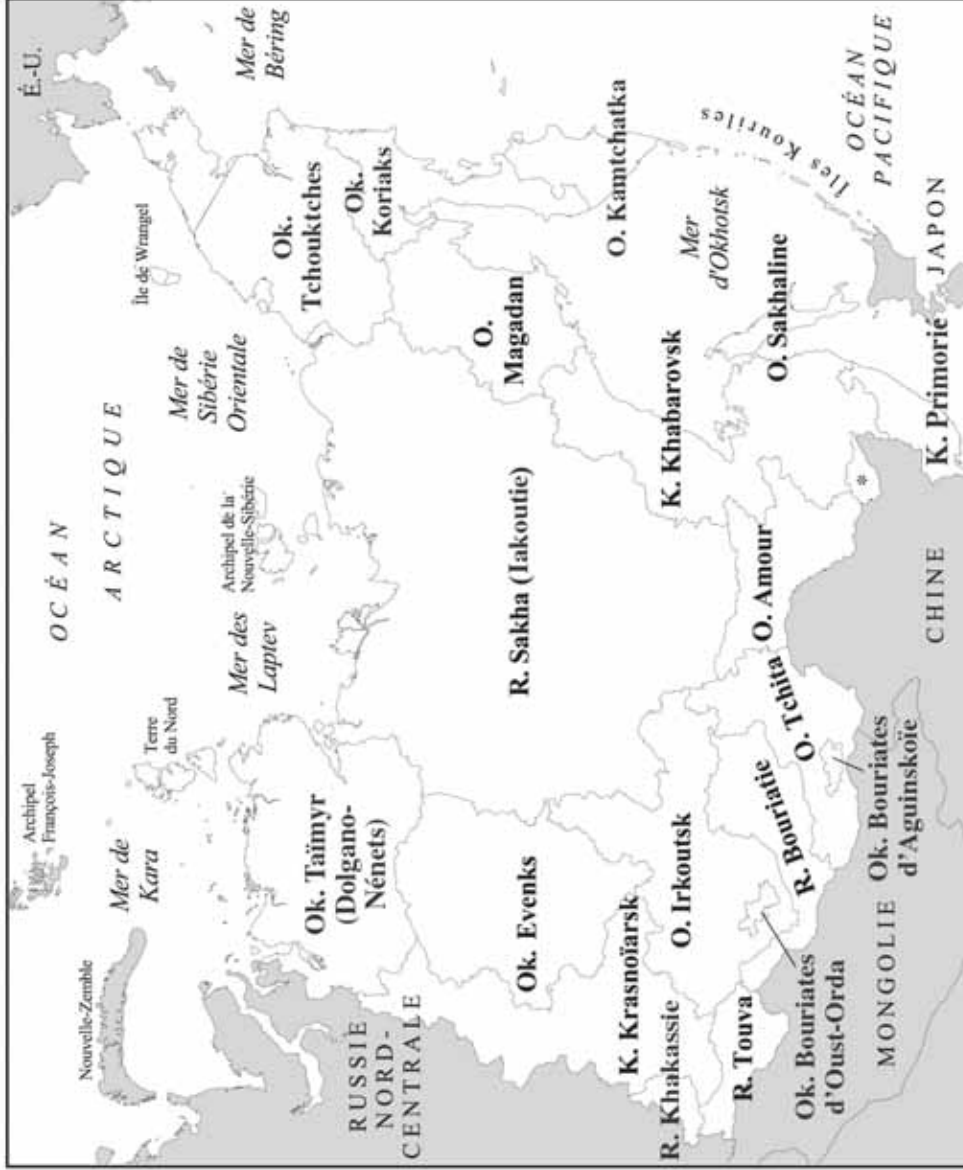 Archipel
François-Joseph
OCÉAN
ARCTIQUE
É.-U.
Nouvelle-Zemble
Mer de
Kara
Terre
du Nord
Mer des
Laptev
Archipel de la
Nouvelle-Sibérie
Mer de
Sibérie
Orientale
Île de Wrangel
Mer de
Béring
RUSSIE
NORD-
CENTRALE
Ok. Taïmyr
(Dolgano-
Nénets)
Ok.
Tchouktches
Ok.
Koriaks
Ok. Evenks
R. Sakha (Iakoutie)
O.
Magadan
O. Kamtchatka
K. Krasnoïarsk
R. Khakassie
O. Irkoutsk
K. Khabarovsk
Mer
d'Okhotsk
Iles Kouriles
R. Touva
R. Bouriatie
O. Tchita
O. Amour
O. Sakhaline
OCÉAN
PACIFIQUE
Ok. Bouriates
d'Oust-Orda
Ok. Bouriates
d'Aguinskoïe
*
MONGOLIE
CHINE
K. Primorié
JAPON